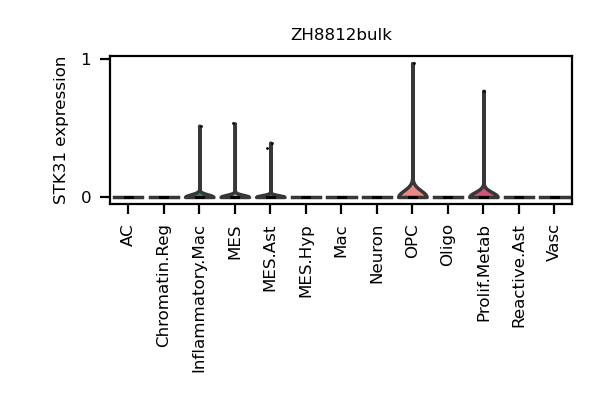 ZH8812bulk
STK31 expression
1
0
AC
Chromatin.Reg
Inflammatory.Mac
MES
MES.Ast
MES.Hyp
Mac
Neuron
OPC
Oligo
Prolif.Metab
Reactive.Ast
Vasc